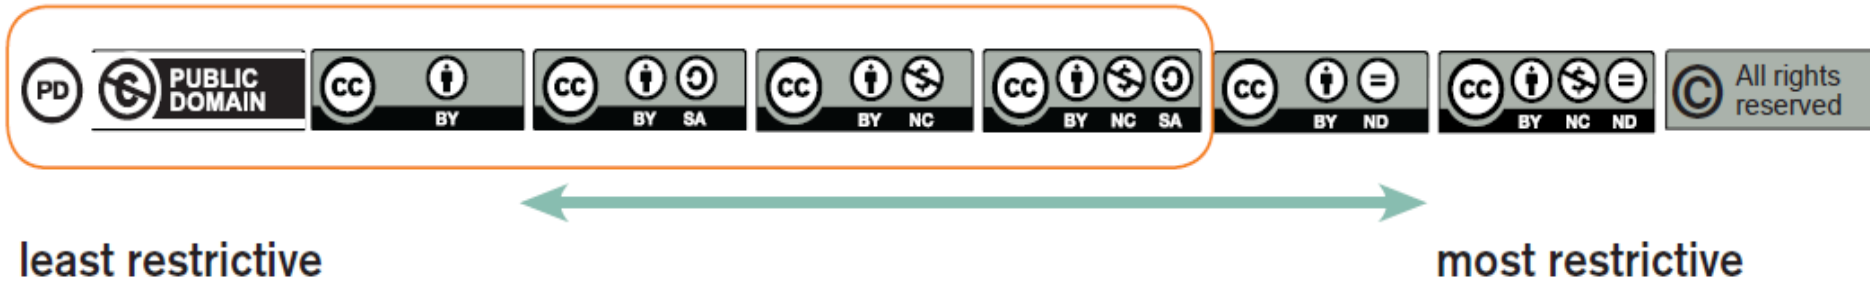 PD PUBLIC DOMAIN
CC BY
CC BY SA
CC BY NC
CC BY NC SA
CC BY ND
CC BY NC ND
© All rights reserved
least restrictive
most restrictive